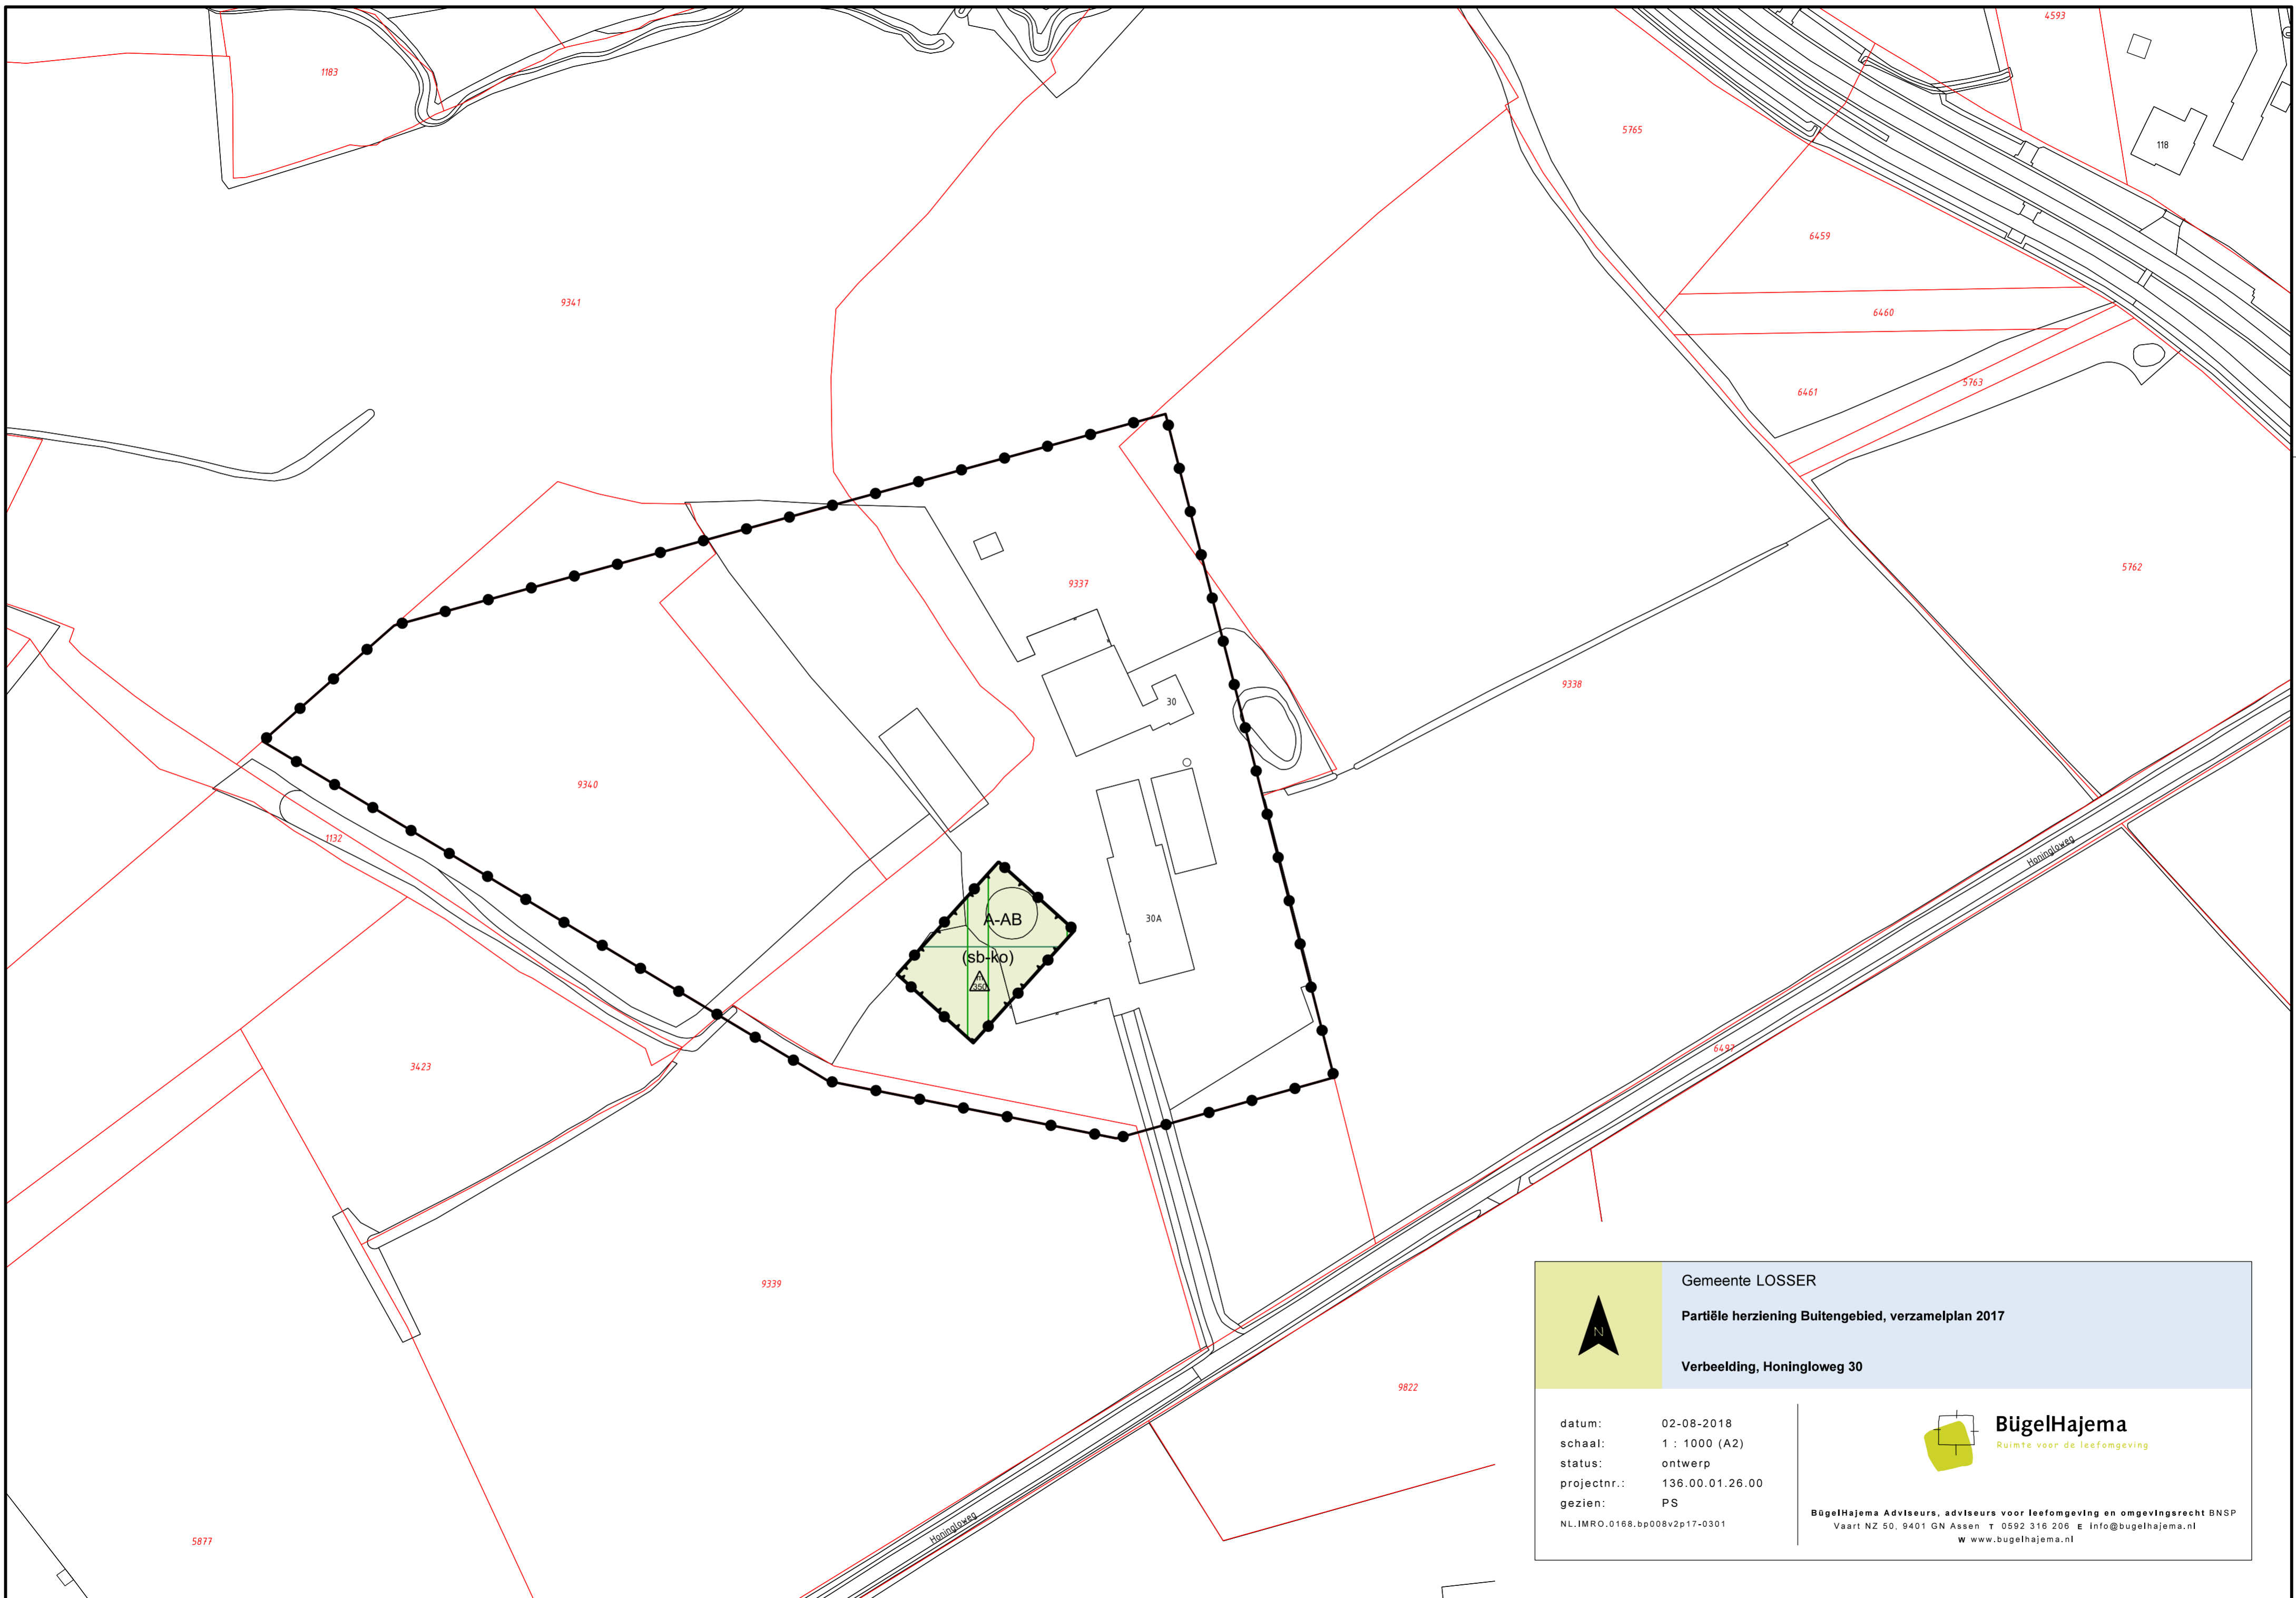 4593
1183
5765
118
6459
9341
6460
6461
5763
9337
5762
9338
30
9340
1132
Honingloweg
A-AB
30A
(sb-ko)
350
6497
3423
9339
9822
Honingloweg
5877
N
Gemeente LOSSER
Partiële herziening Buitengebied, verzamelplan 2017
Verbeelding, Honingloweg 30
datum: 02-08-2018
schaal: 1 : 1000 (A2)
status: ontwerp
projectnr.: 136.00.01.26.00
gezien: PS
NL.IMRO.0168.bp008v2p17-0301
BügelHajema
Ruimte voor de leefomgeving
BügelHajema Adviseurs, adviseurs voor leefomgeving en omgevingsrecht BNSP
Vaart NZ 50, 9401 GN Assen T 0592 316 206 E info@bugelhajema.nl
W www.bugelhajema.nl